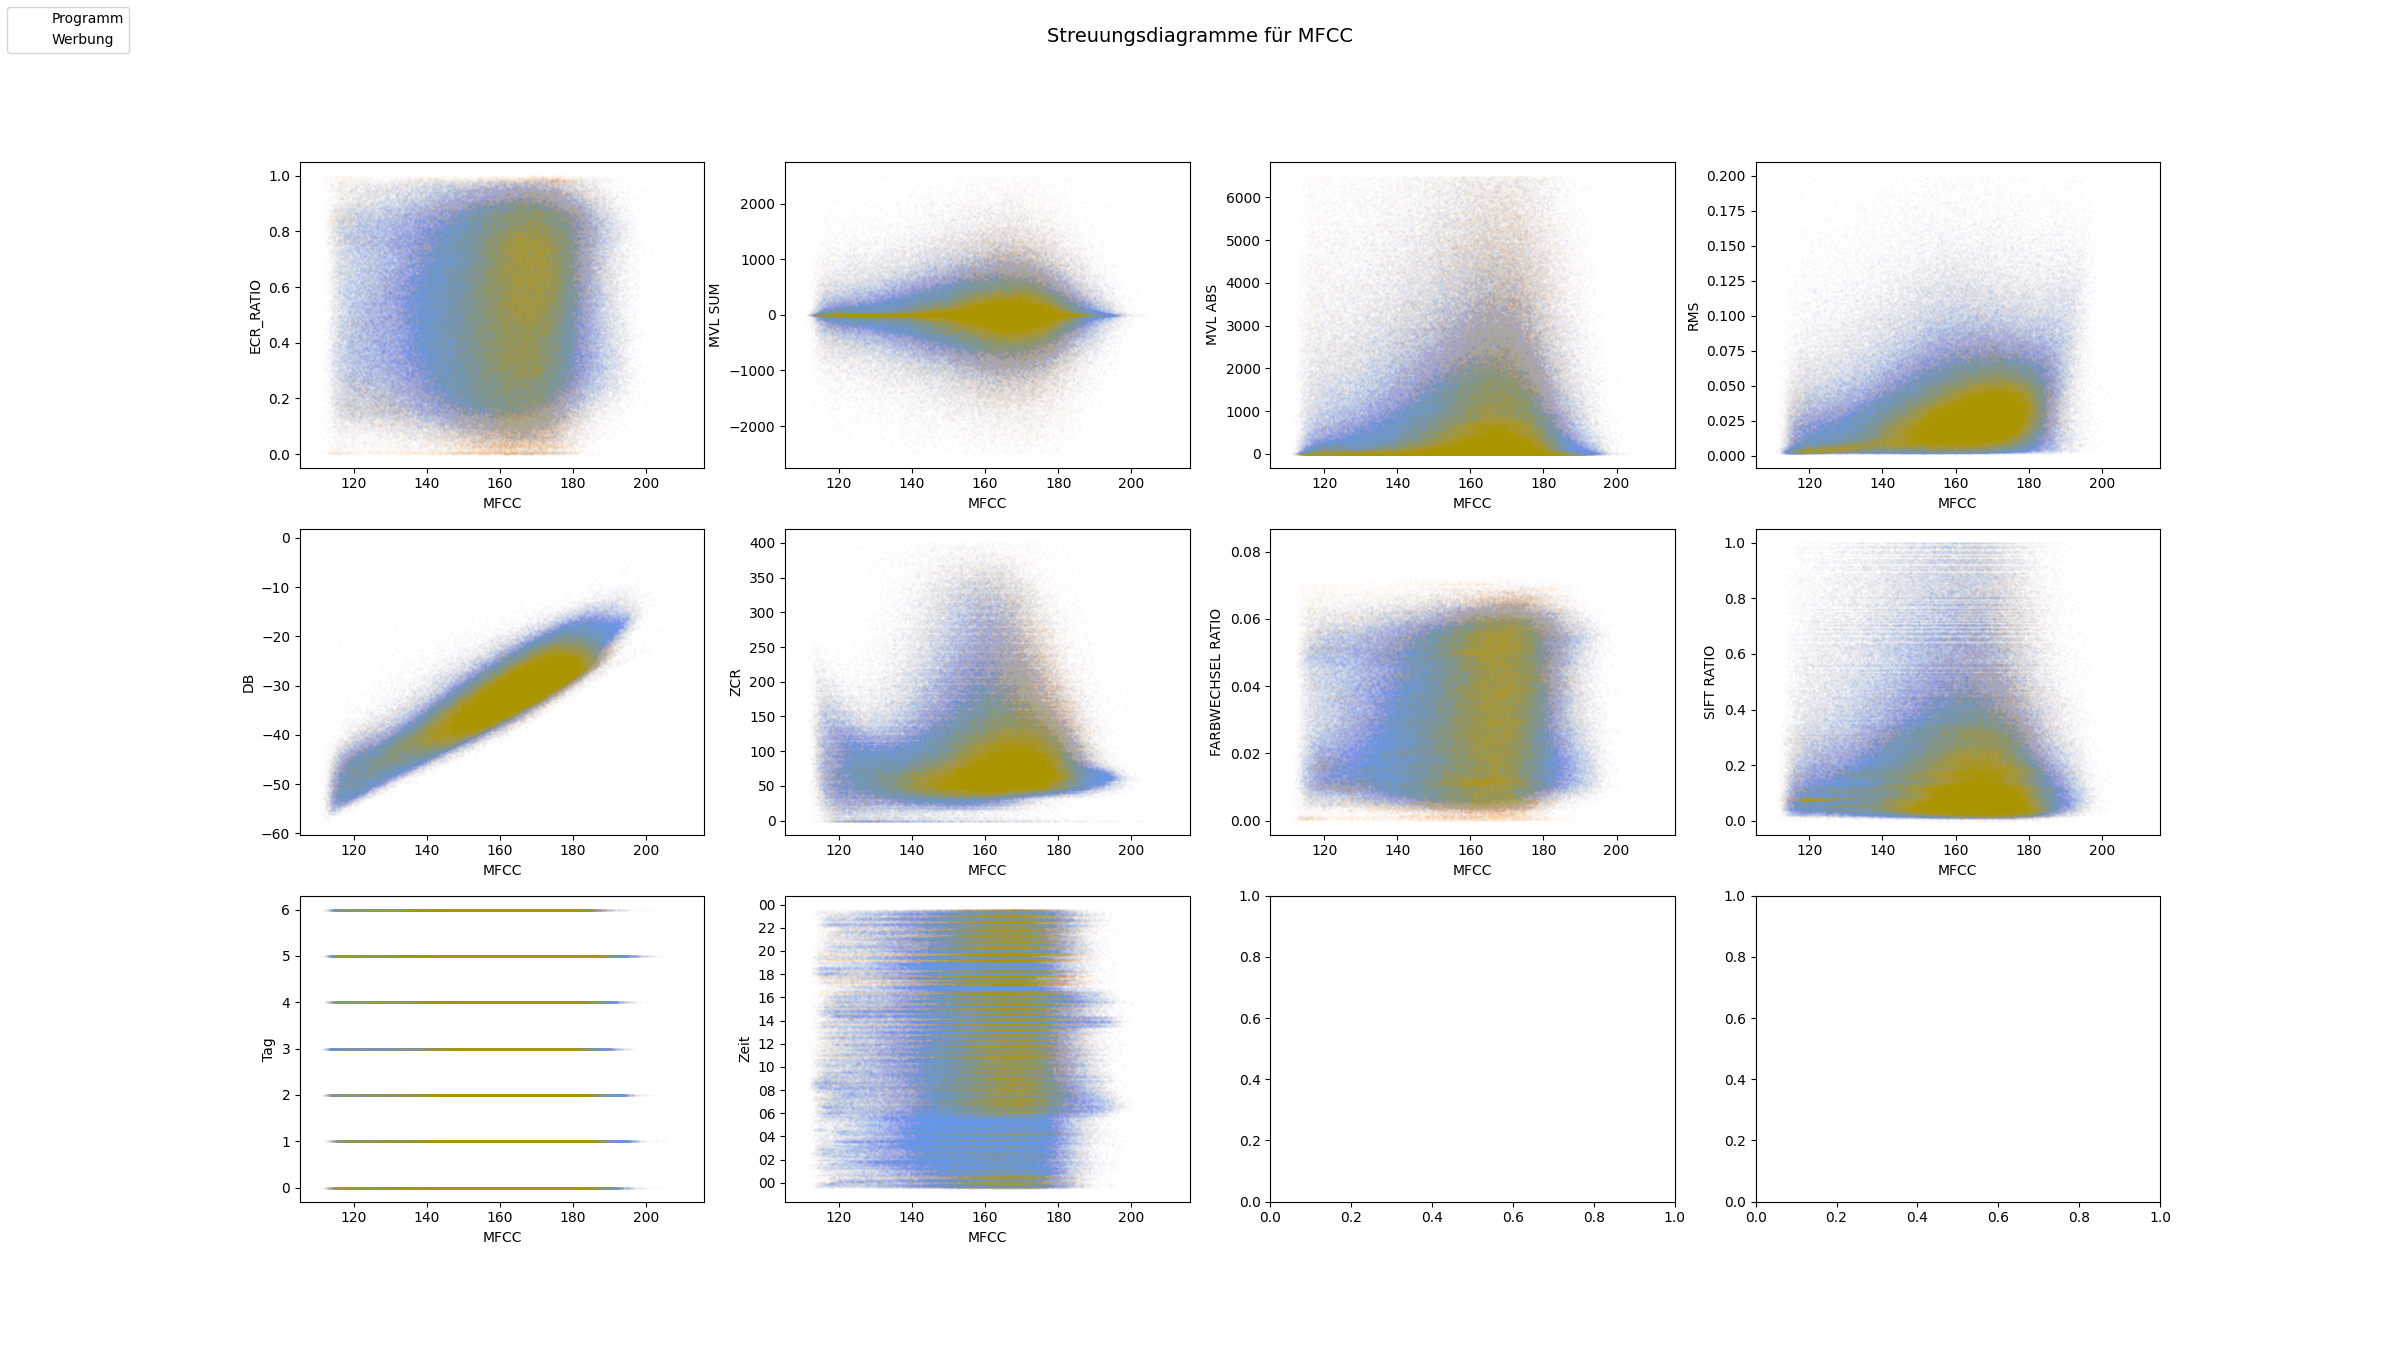 Programm
Werbung
Streuungsdiagramme für MFCC
ECR_RATIO
1.0
0.8
0.6
0.4
0.2
0.0
120 140 160 180 200
MFCC
MVL SUM
2000
1000
0
−1000
−2000
120 140 160 180 200
MFCC
MVL ABS
6000
5000
4000
3000
2000
1000
0
120 140 160 180 200
MFCC
RMS
0.200
0.175
0.150
0.125
0.100
0.075
0.050
0.025
0.000
120 140 160 180 200
MFCC
DB
0
−10
−20
−30
−40
−50
−60
120 140 160 180 200
MFCC
ZCR
400
350
300
250
200
150
100
50
0
120 140 160 180 200
MFCC
FARBWECHSEL RATIO
0.08
0.06
0.04
0.02
0.00
120 140 160 180 200
MFCC
SIFT RATIO
1.0
0.8
0.6
0.4
0.2
0.0
120 140 160 180 200
MFCC
Tag
6
5
4
3
2
1
0
120 140 160 180 200
MFCC
Zeit
00
22
20
18
16
14
12
10
08
06
04
02
00
120 140 160 180 200
MFCC
1.0
0.8
0.6
0.4
0.2
0.0
0.0 0.2 0.4 0.6 0.8 1.0
1.0
0.8
0.6
0.4
0.2
0.0
0.0 0.2 0.4 0.6 0.8 1.0